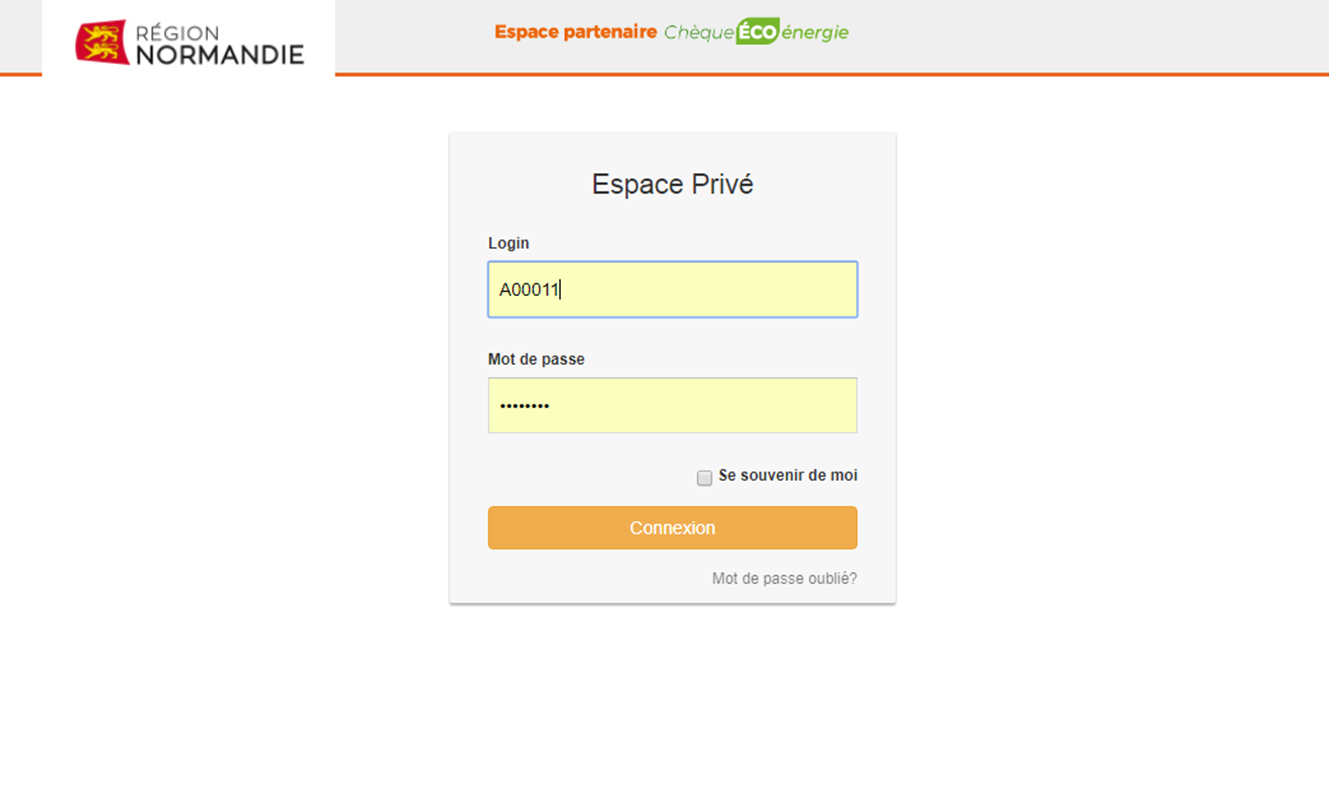 RÉGION
NORMANDIE
Espace partenaire Chèque ÉCO énergie
Espace Privé
Login
A00011
Mot de passe
••••••••
Se souvenir de moi
Connexion
Mot de passe oublié?